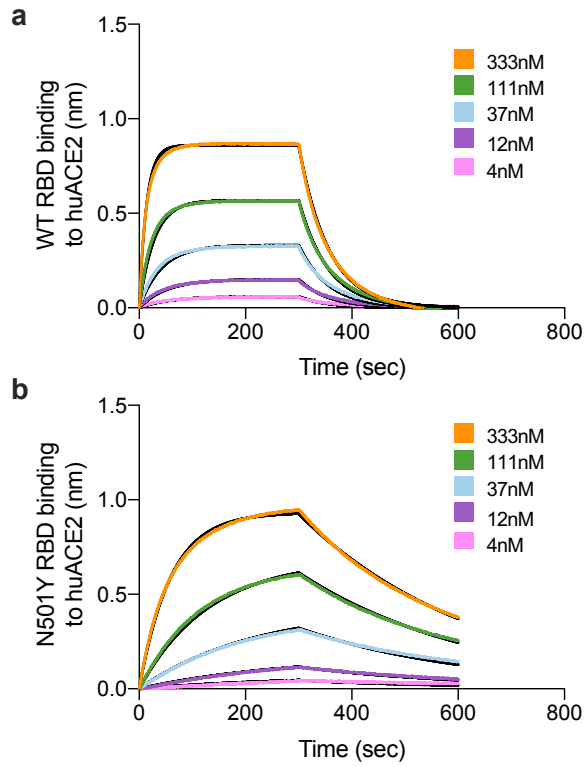 a
WT RBD binding
to huACE2 (nm)
1.5
1.0
0.5
0.0
0
200
400
600
800
Time (sec)
333nM
111nM
37nM
12nM
4nM
b
N501Y RBD binding
to huACE2 (nm)
1.5
1.0
0.5
0.0
0
200
400
600
800
Time (sec)
333nM
111nM
37nM
12nM
4nM